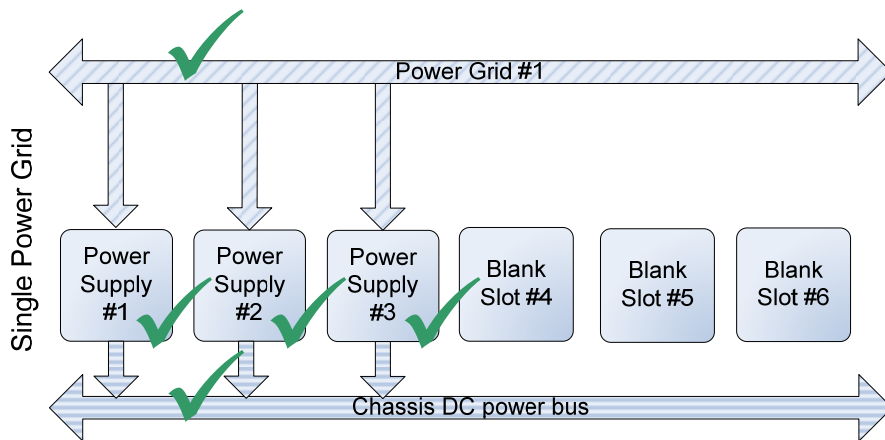 Single Power Grid
Power Grid #1
Power
Supply
#1
Power
Supply
#2
Power
Supply
#3
Blank
Slot #4
Blank
Slot #5
Blank
Slot #6
Chassis DC power bus